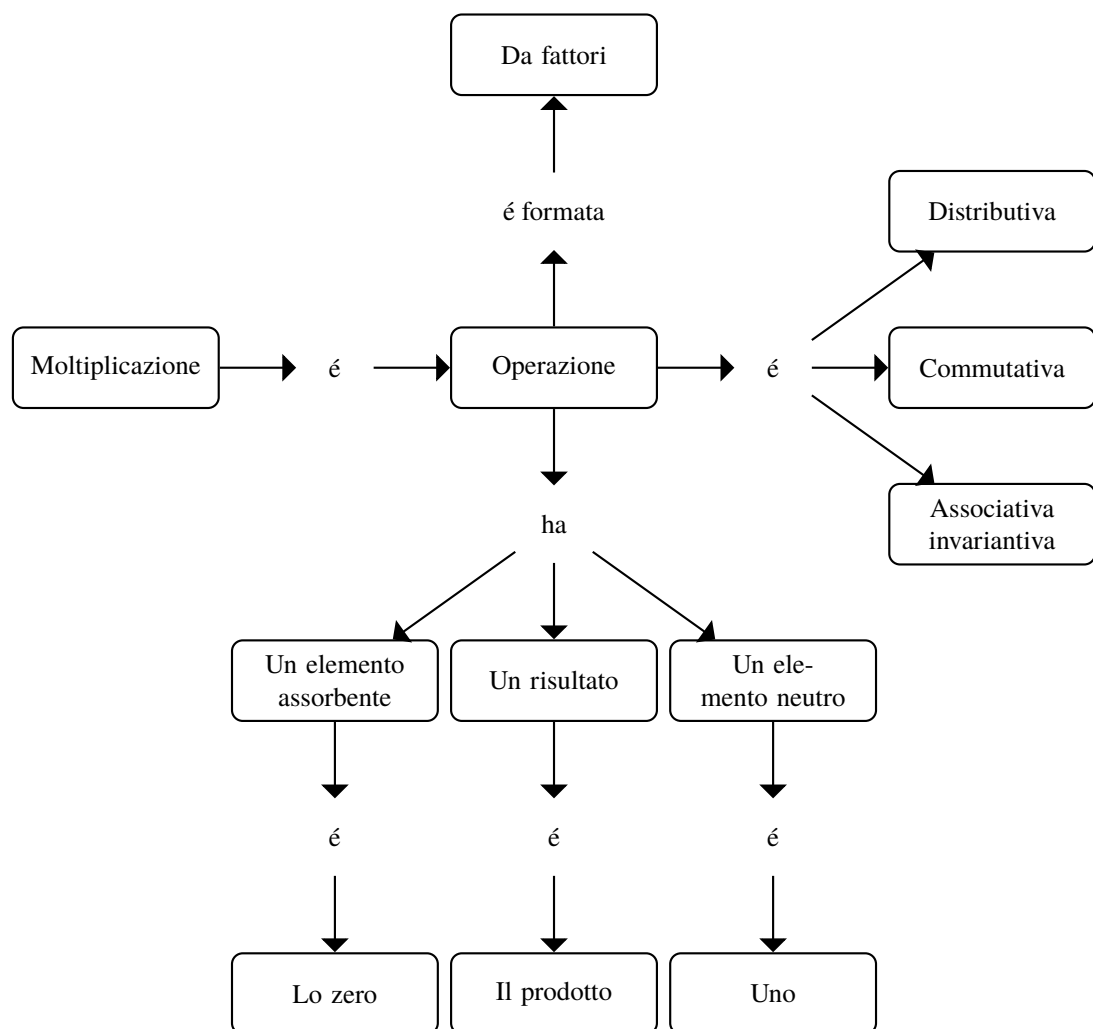 Da fattori
é formata
Distributiva
Moltiplicazione
é
Operazione
é
Commutativa
Associativa
invariantiva
ha
Un elemento
assorbente
Un risultato
Un ele-
mento neutro
é
é
é
Lo zero
Il prodotto
Uno